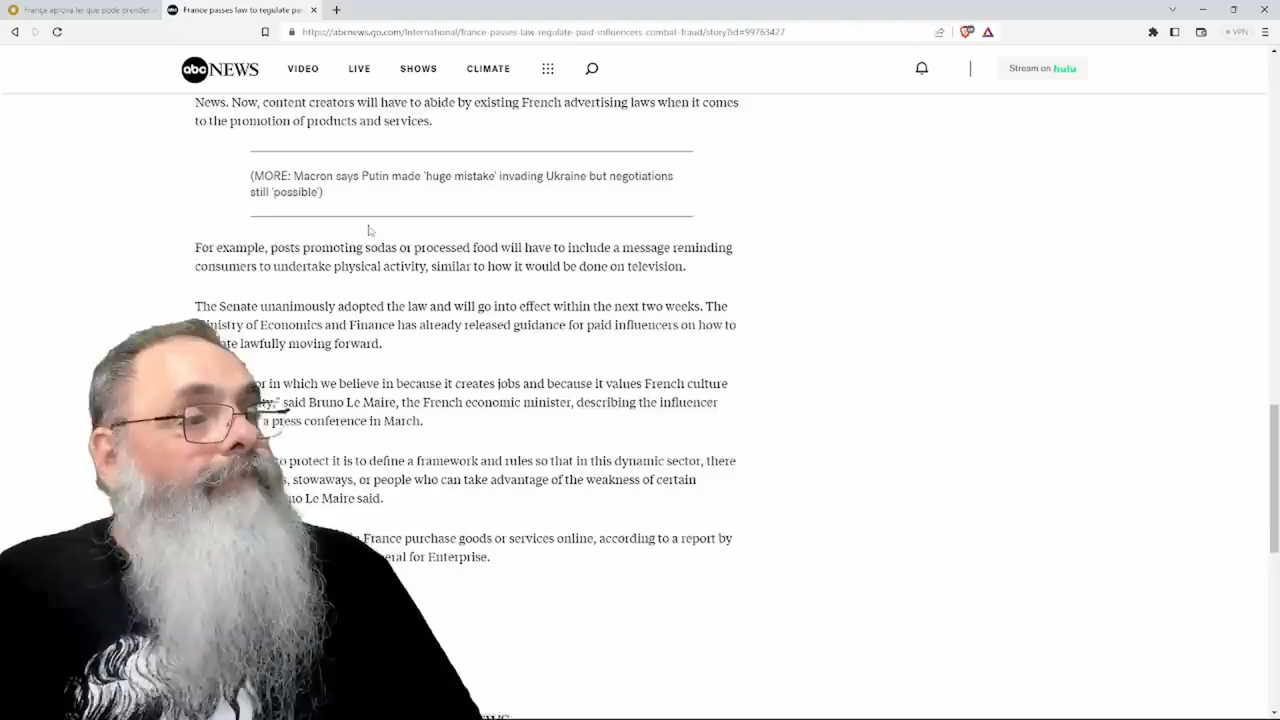 França aprova lei que pode prender
France passes law to regulate pa
https://abcnews.go.com/International/france-passes-law-regulate-paid-influencers-combat-fraud/story?id=99763427
VPN
abc NEWS VIDEO LIVE SHOWS CLIMATE Stream on hulu
News. Now, content creators will have to abide by existing French advertising laws when it comes
to the promotion of products and services.
(MORE: Macron says Putin made 'huge mistake' invading Ukraine but negotiations
still 'possible')
For example, posts promoting sodas or processed food will have to include a message reminding
consumers to undertake physical activity, similar to how it would be done on television.
The Senate unanimously adopted the law and will go into effect within the next two weeks. The
inistry of Economics and Finance has already released guidance for paid influencers on how to
te lawfully moving forward.
or in which we believe in because it creates jobs and because it values French culture
ty," said Bruno Le Maire, the French economic minister, describing the influencer
a press conference in March.
to protect it is to define a framework and rules so that in this dynamic sector, there
s, stowaways, or people who can take advantage of the weakness of certain
no Le Maire said.
France purchase goods or services online, according to a report by
eral for Enterprise.